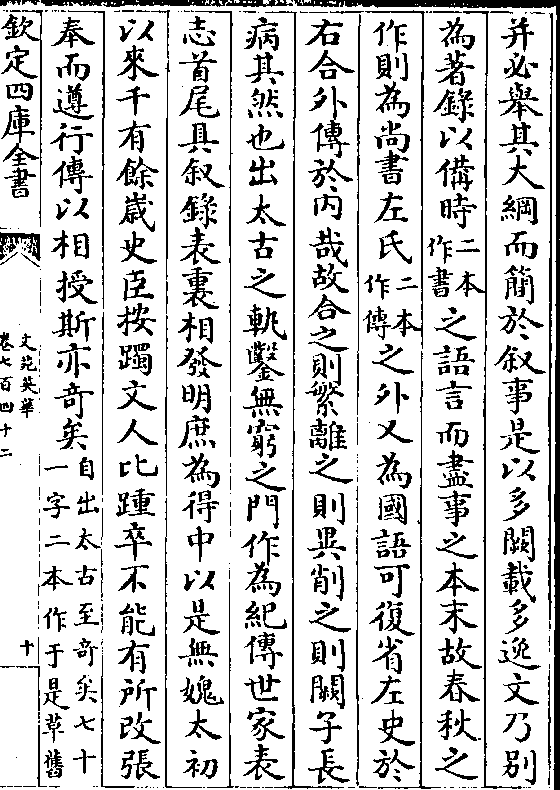 并必舉其大綱而簡於叙事是以多闕載多逸文乃别
為著錄以備時二本作書之語言而盡事之本末故春秋之
作則為尚書左氏二本作傳之外又為國語可復省左史於
右合外傳於内哉故合之則繁離之則異削之則闕子長
病其然也出太古之軌鑿無窮之門作為紀傳世家表
志首尾具叙錄表裏相發明庶為得中以是無媿太初
以來千有餘歲史臣按躅文人比踵卒不能有所改張
奉而遵行傳以相授斯亦奇矣自出太古至奇矣七十一字二本作于是草舊
欽定四庫全書
文苑英華
卷七百四十二
十